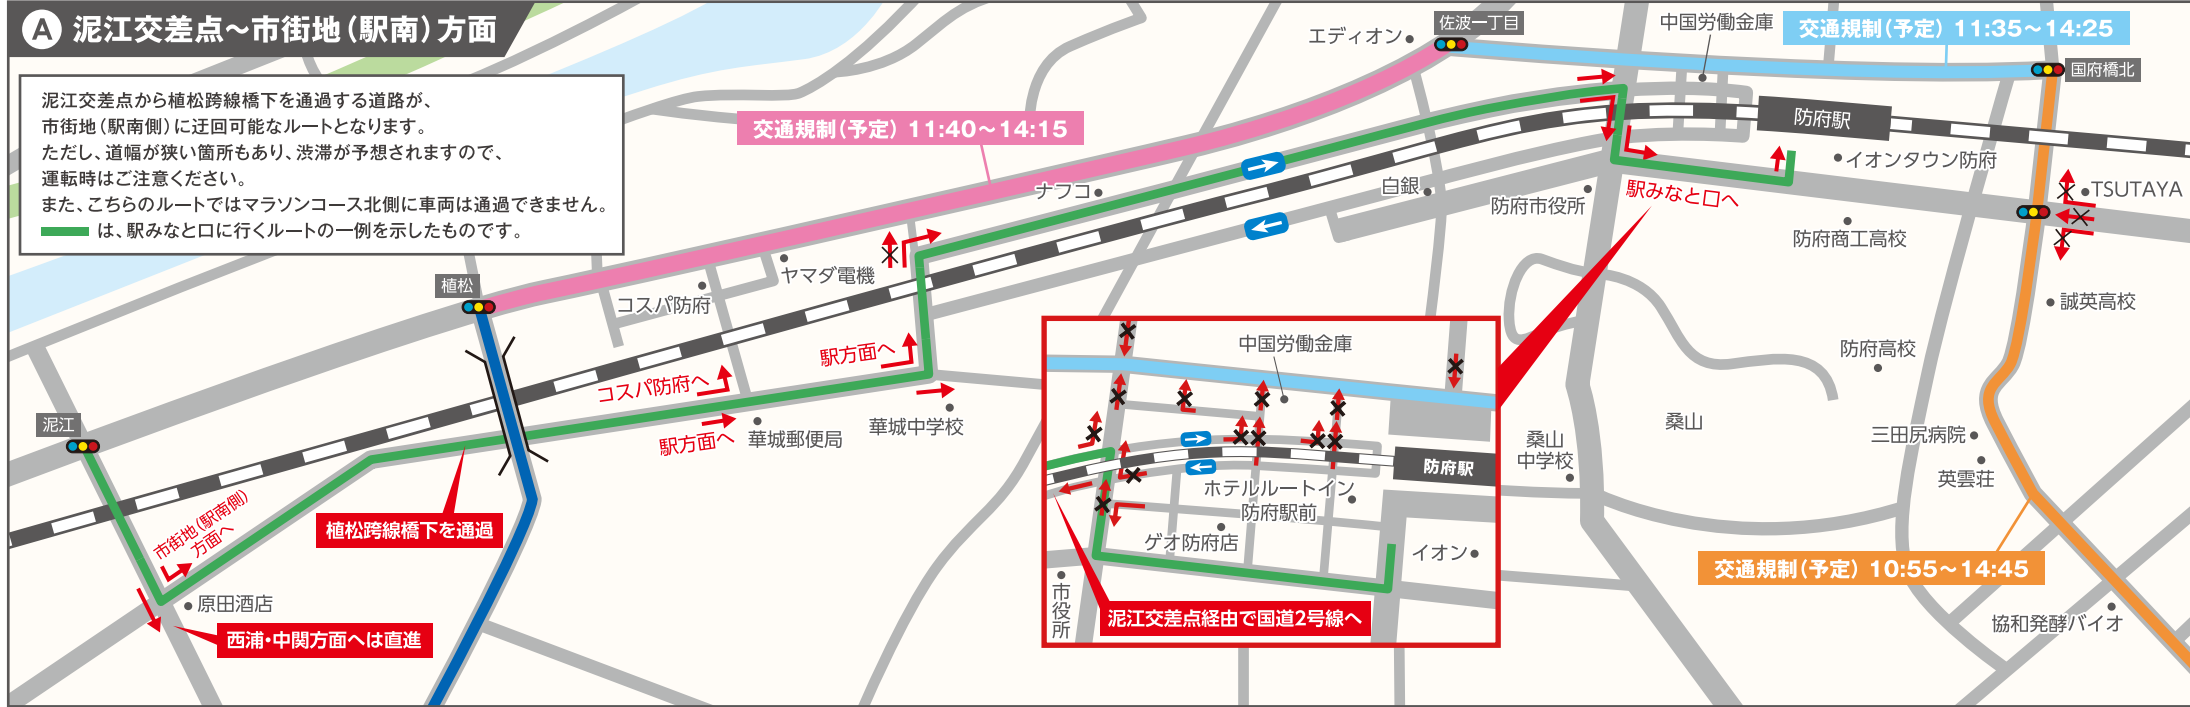 A 泥江交差点～市街地（駅南）方面
泥江交差点から植松跨線橋下を通過する道路が、
市街地（駅南側）に迂回可能なルートとなります。
ただし、道幅が狭い箇所もあり、渋滞が予想されますので、
運転時はご注意ください。
また、こちらのルートではマラソンコース北側に車両は通過できません。
は、駅みなと口に行くルートの一例を示したものです。
佐波一丁目
エディオン
中国労働金庫
交通規制（予定）11:35～14:25
国府橋北
交通規制（予定）11:40～14:15
防府駅
イオンタウン防府
ナフコ
白銀
防府市役所
駅みなと口へ
TSUTAYA
防府商工高校
ヤマダ電機
コスパ防府
植松
誠英高校
駅方面へ
コスパ防府へ
防府高校
泥江
駅方面へ
華城郵便局
華城中学校
桑山
桑山
中学校
三田尻病院
英雲荘
市街地（駅南側）
方面へ
植松跨線橋下を通過
原田酒店
西浦・中関方面へは直進
交通規制（予定）10:55～14:45
協和発酵バイオ
中国労働金庫
防府駅
ホテルルートイン
防府駅前
ゲオ防府店
イオン
市役所
泥江交差点経由で国道2号線へ